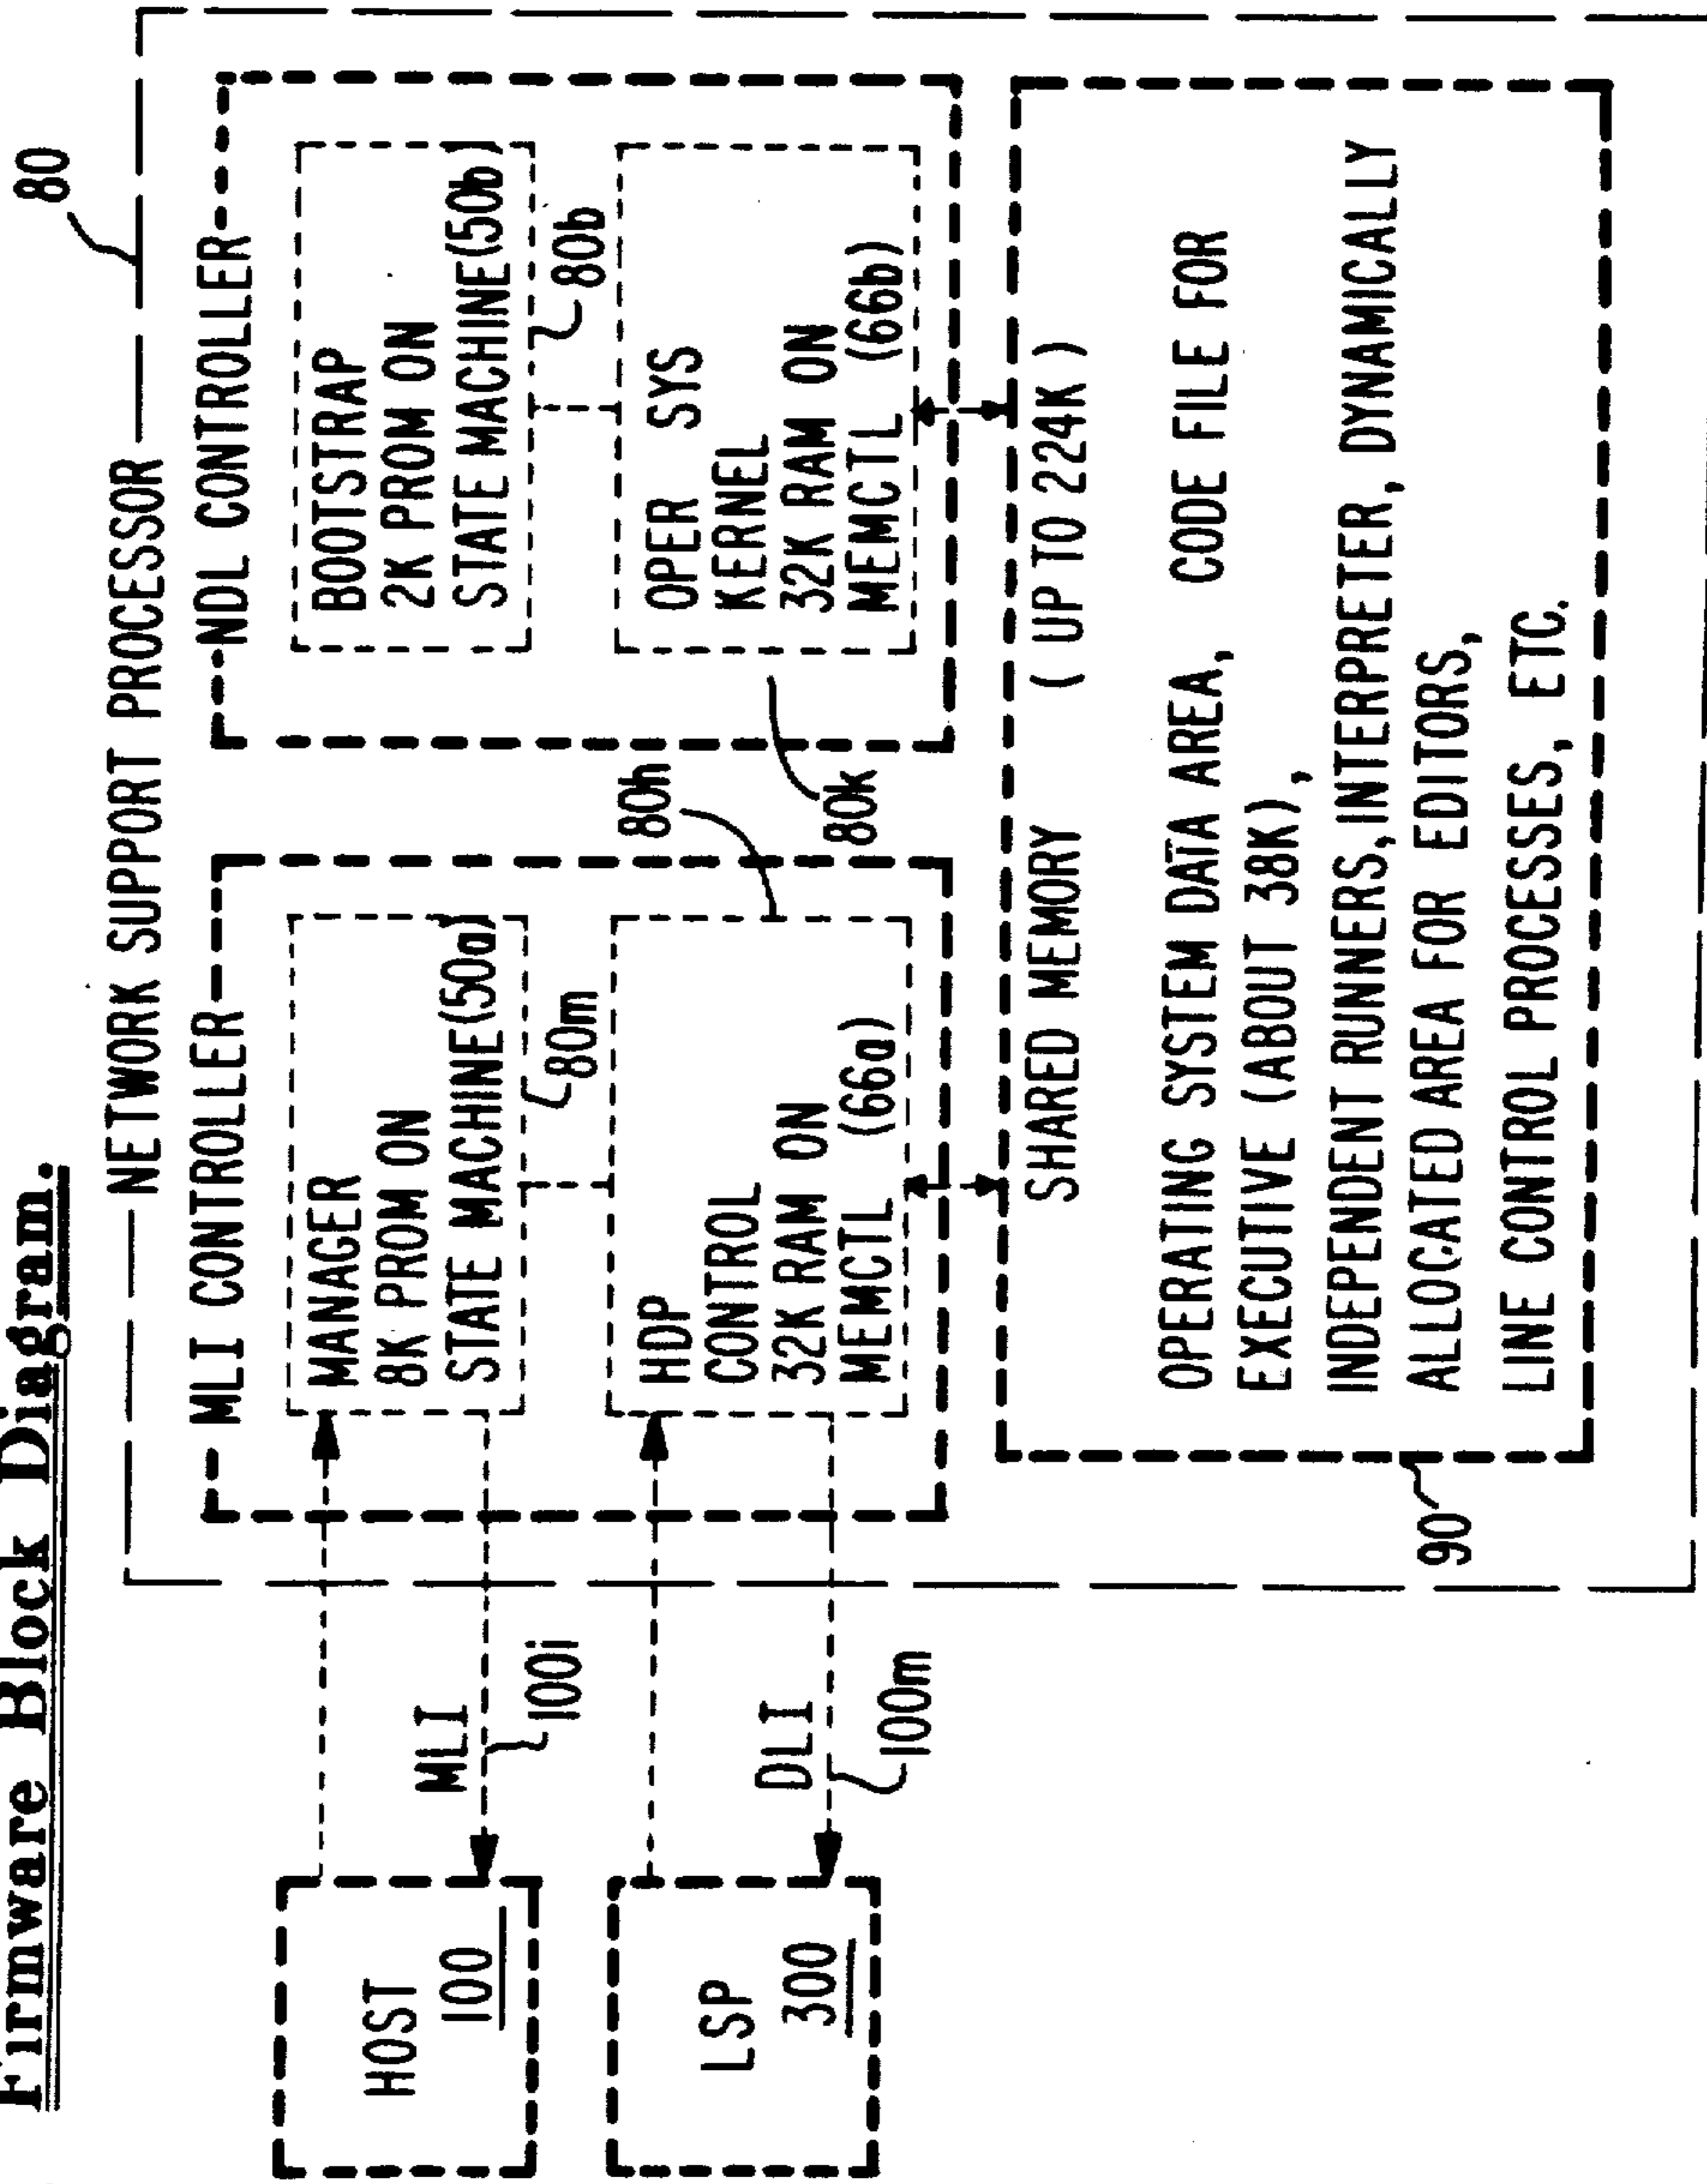 Firmware Block Diagram.
80
NETWORK SUPPORT PROCESSOR
MLI CONTROLLER
MANAGER
8K PROM ON
STATE MACHINE(50a)
80m
HDP
CONTROL
32K RAM ON
MEMCTL (66a)
80h
NDL CONTROLLER
BOOTSTRAP
2K PROM ON
STATE MACHINE(50b)
80b
OPER SYS
KERNEL
32K RAM ON
MEMCTL (66b)
80k
HOST
100
MLI
100i
LSP
300
DLI
100m
SHARED MEMORY (UP TO 224K)
OPERATING SYSTEM DATA AREA, CODE FILE FOR
EXECUTIVE (ABOUT 38K),
INDEPENDENT RUNNERS, INTERPRETER, DYNAMICALLY
ALLOCATED AREA FOR EDITORS,
LINE CONTROL PROCESSES, ETC.
90